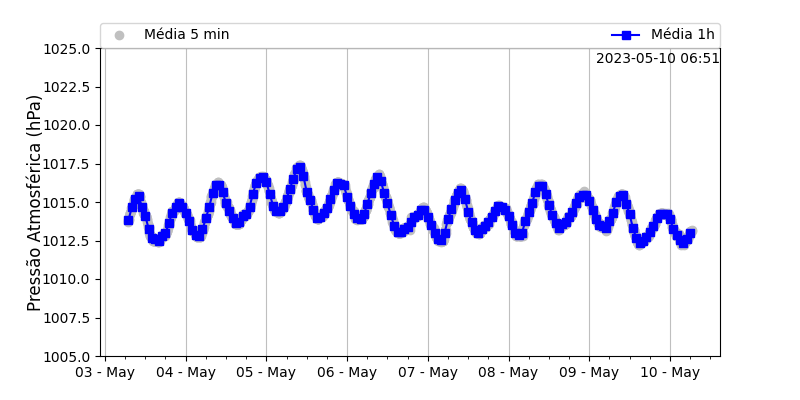 Média 5 min
Média 1h
2023-05-10 06:51
Pressão Atmosférica (hPa)
1025.0
1022.5
1020.0
1017.5
1015.0
1012.5
1010.0
1007.5
1005.0
03 - May
04 - May
05 - May
06 - May
07 - May
08 - May
09 - May
10 - May